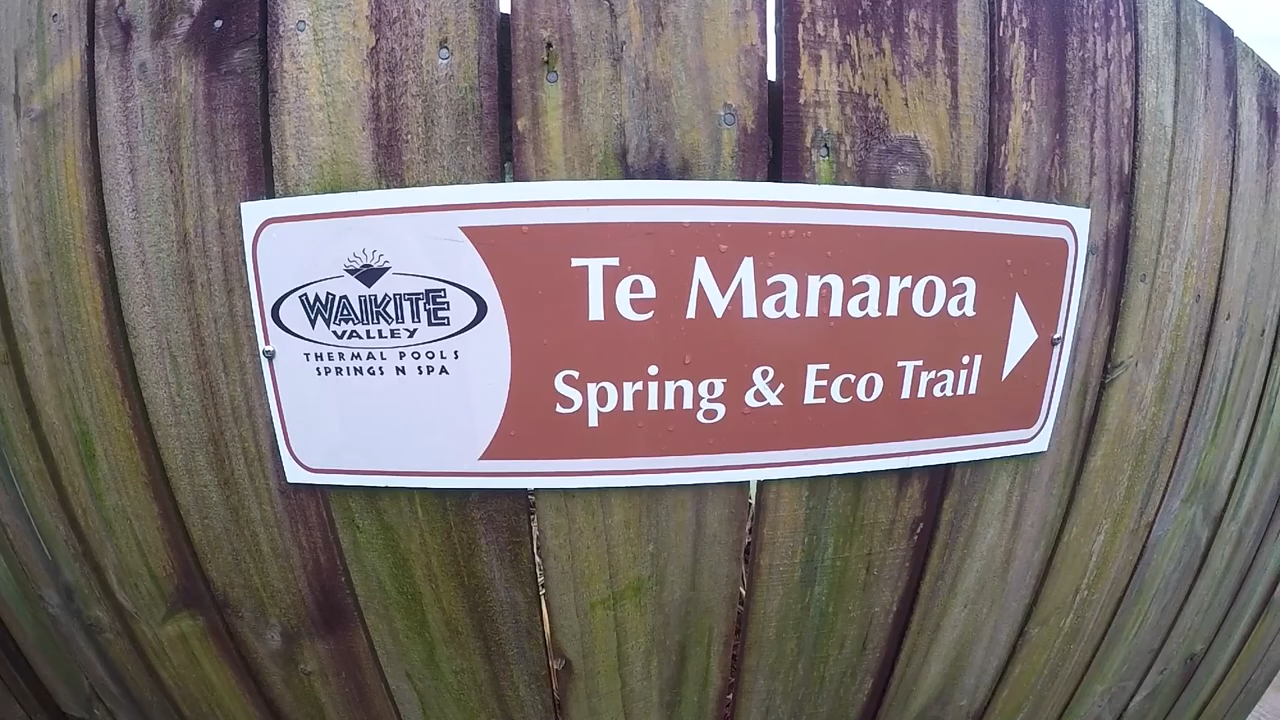 WAIKITE
VALLEY
THERMAL POOLS
SPRINGS N SPA
Te Manaroa
Spring & Eco Trail